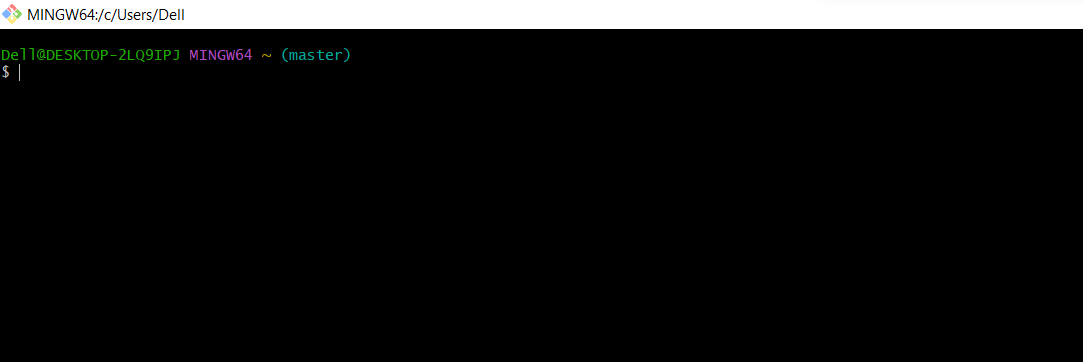 MINGW64:/c/Users/Dell
Dell@DESKTOP-2LQ9IPJ MINGW64 ~ (master)
$